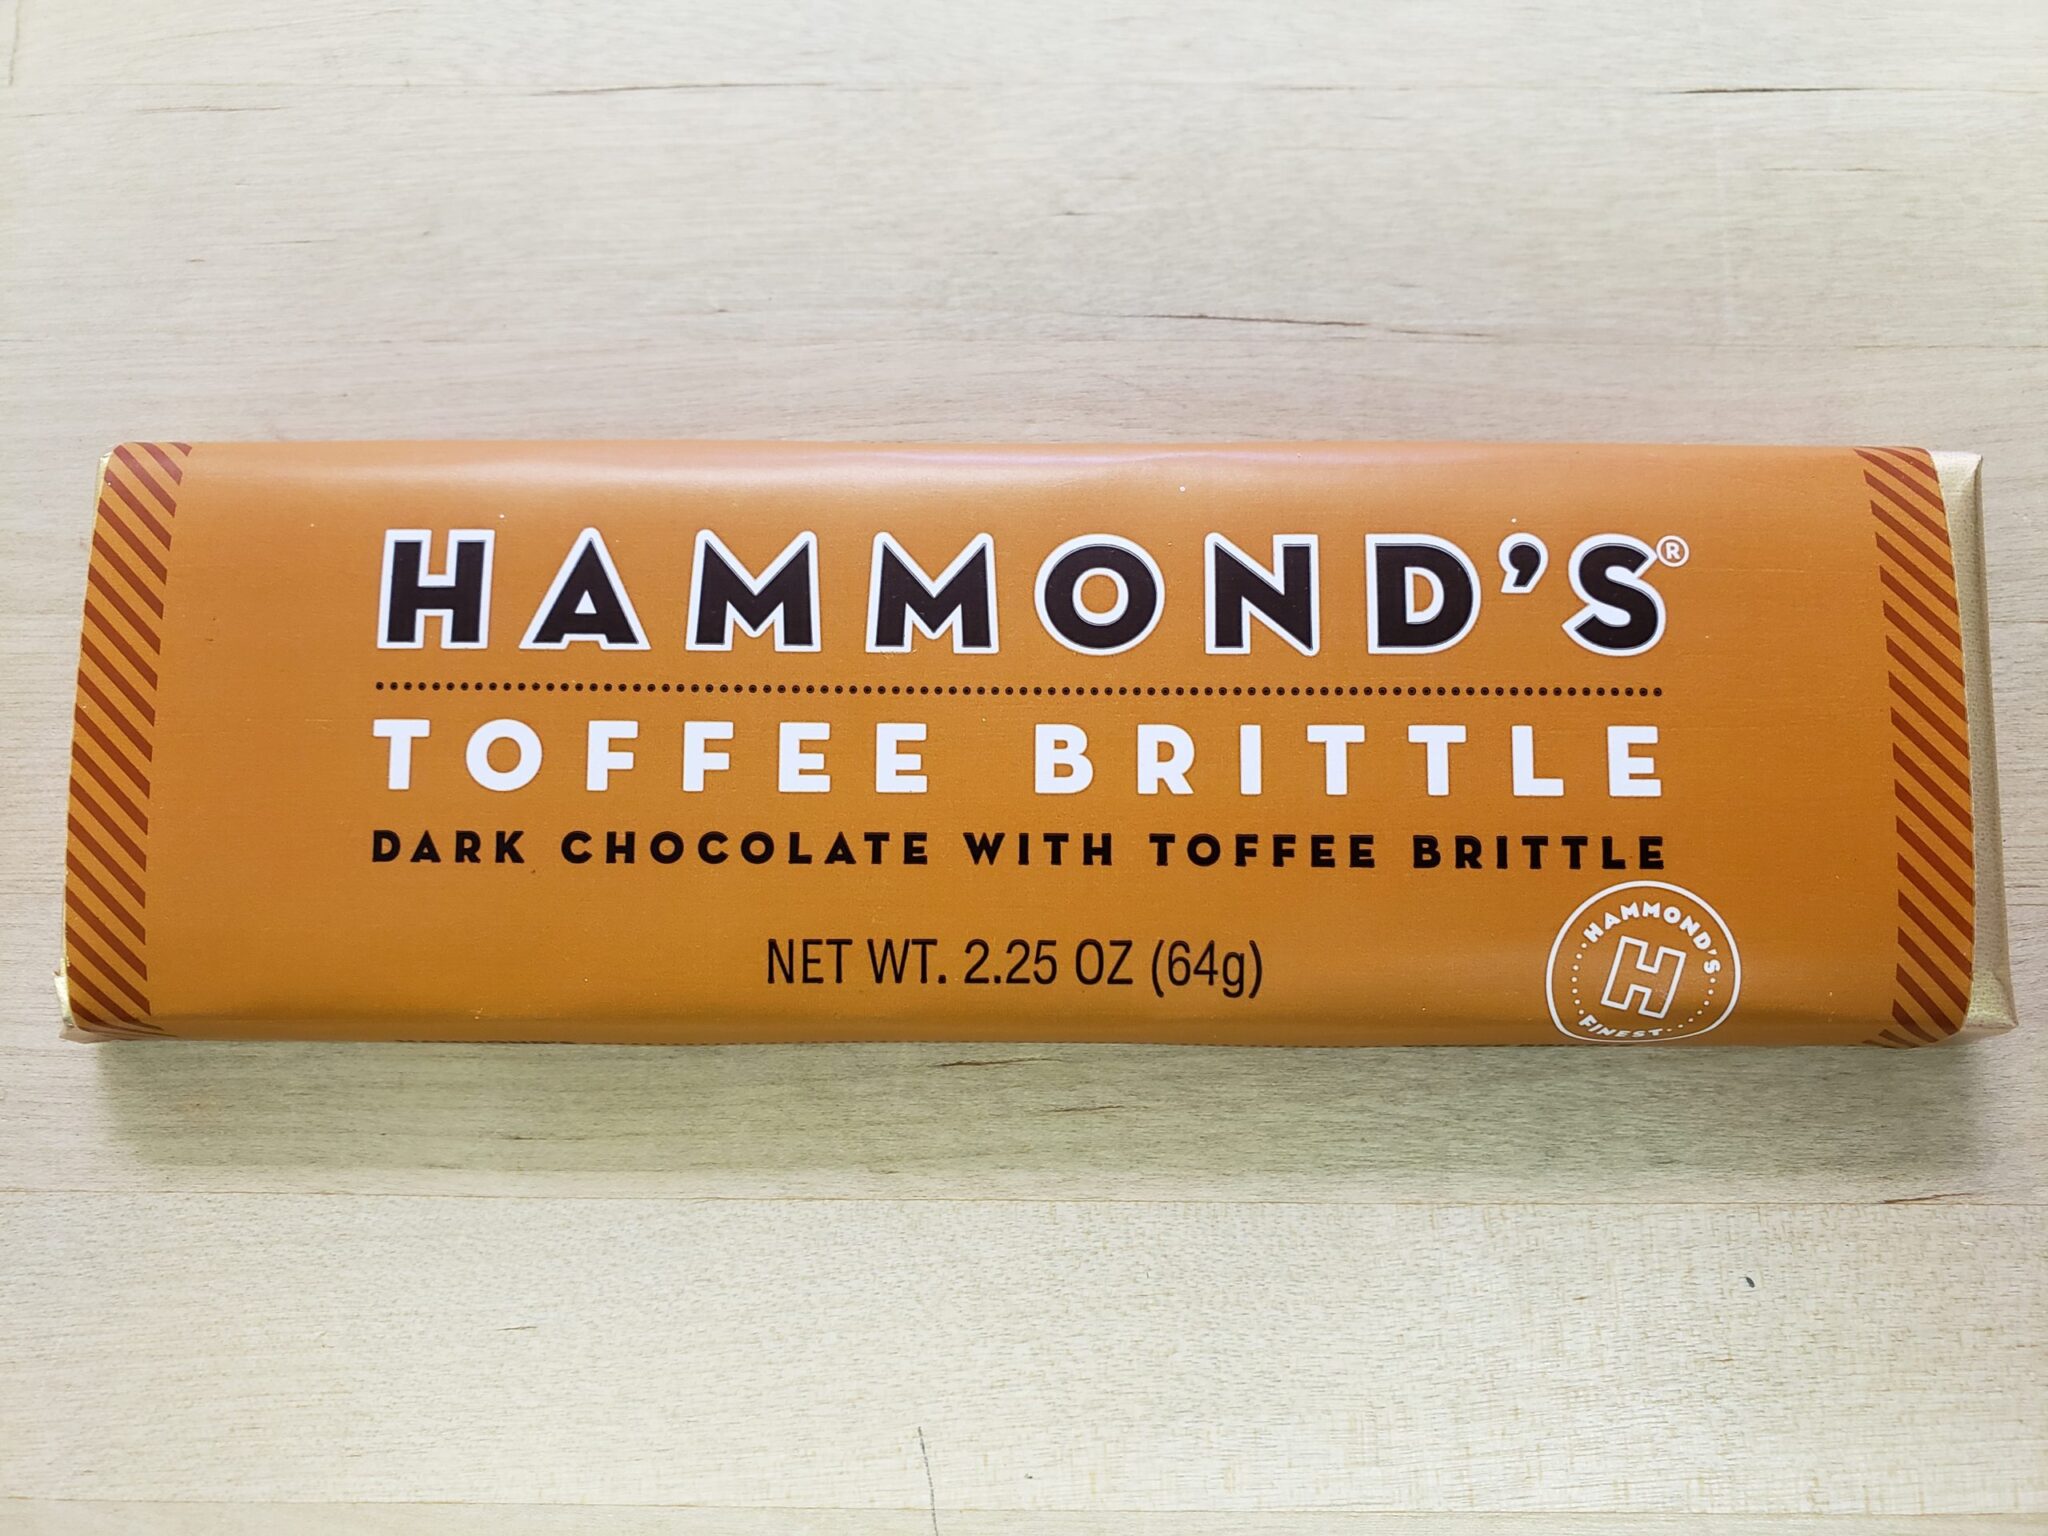 HAMMOND'S®
TOFFEE BRITTLE
DARK CHOCOLATE WITH TOFFEE BRITTLE
NET WT. 2.25 OZ (64g)
HAMMOND'S
H
FINEST